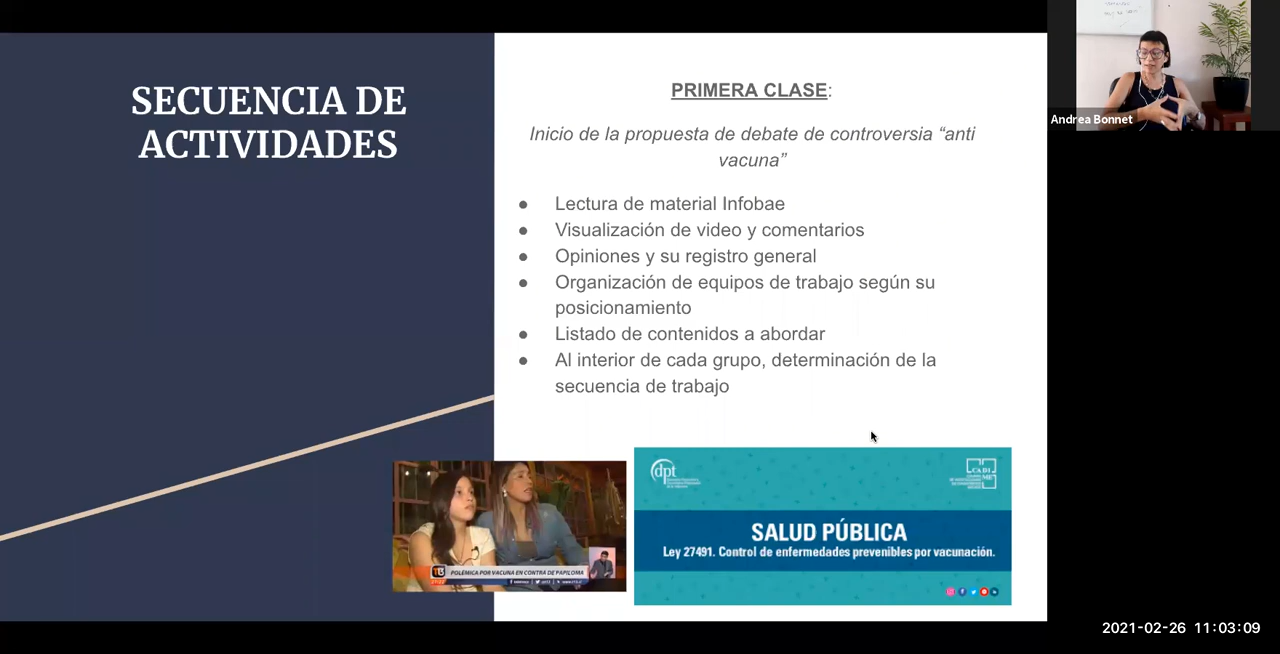 SECUENCIA DE
ACTIVIDADES
PRIMERA CLASE:
Inicio de la propuesta de debate de controversia “anti
vacuna”
● Lectura de material Infobae
● Visualización de video y comentarios
● Opiniones y su registro general
● Organización de equipos de trabajo según su
posicionamiento
● Listado de contenidos a abordar
● Al interior de cada grupo, determinación de la
secuencia de trabajo
POLÉMICA POR VACUNA EN CONTRA DE PAPILOMA
dpt
SALUD PÚBLICA
Ley 27491. Control de enfermedades prevenibles por vacunación.
Andrea Bonnet
2021-02-26 11:03:09